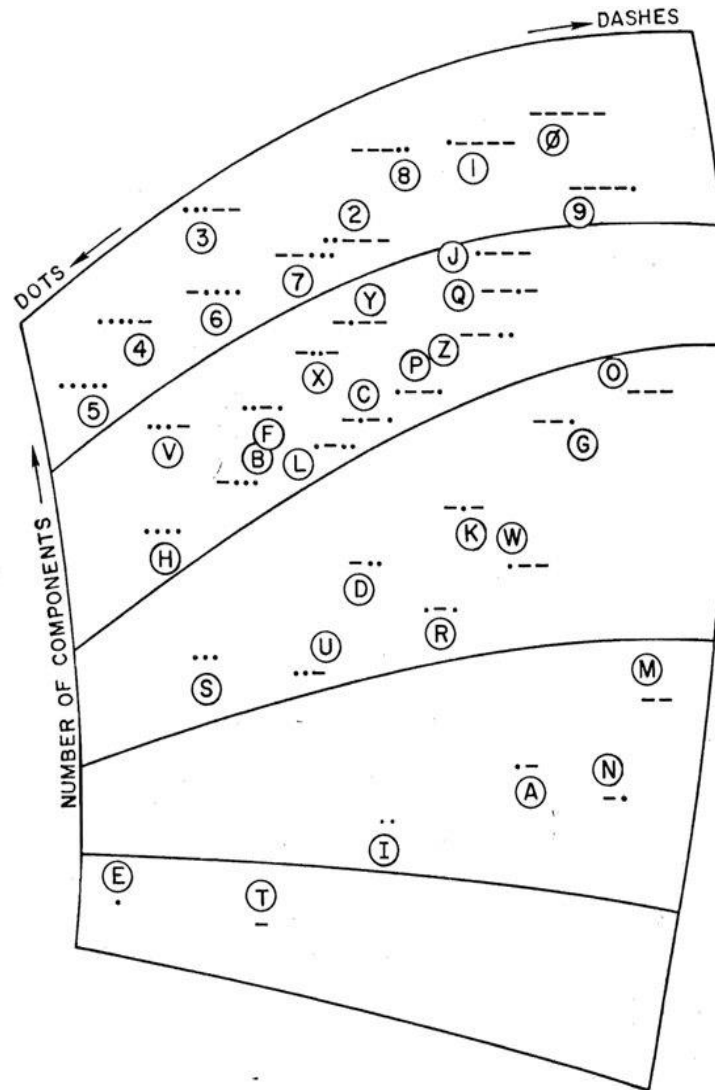 DASHES
DOTS
NUMBER OF COMPONENTS
-----
Ø
---··
8
·----
1
----·
9
···--
3
2
··---
--···
7
-····
6
····-
4
·····
5
J ·---
Q --·-
Y
-·--
Z --··
P
·--·
-··-
X
C
-·-·
···-
V
··-·
F
B
-···
·-··
L
····
H
O
---
--·
G
-·-
K
W
·--
-··
D
·-·
R
U
··-
···
S
M
--
·-
A
N
-·
··
I
E
·
T
-